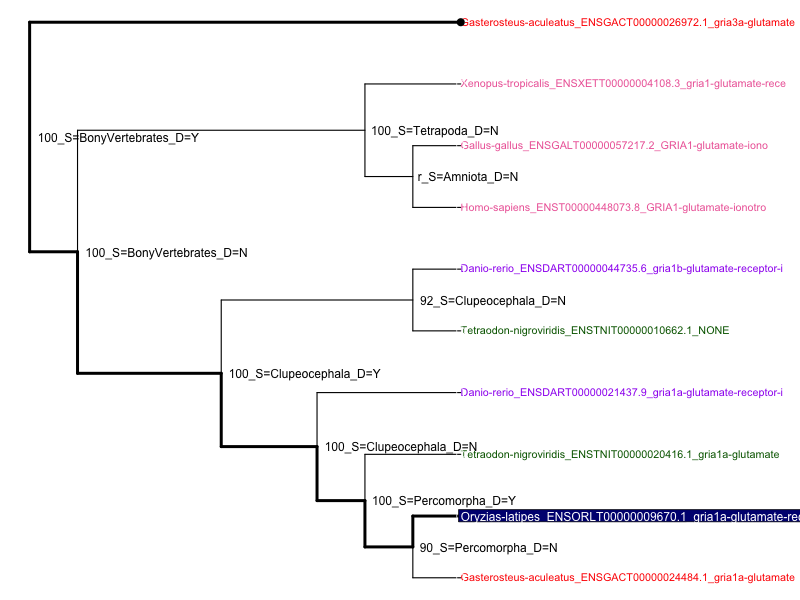 Gasterosteus-aculeatus_ENSGACT00000026972.1_gria3a-glutamate
Xenopus-tropicalis_ENSXETT00000004108.3_gria1-glutamate-rece
100_S=Tetrapoda_D=N
100_S=BonyVertebrates_D=Y
Gallus-gallus_ENSGALT00000057217.2_GRIA1-glutamate-iono
r_S=Amniota_D=N
Homo-sapiens_ENST00000448073.8_GRIA1-glutamate-ionotro
100_S=BonyVertebrates_D=N
Danio-rerio_ENSDART00000044735.6_gria1b-glutamate-receptor-i
92_S=Clupeocephala_D=N
Tetraodon-nigroviridis_ENSTNIT00000010662.1_NONE
100_S=Clupeocephala_D=Y
Danio-rerio_ENSDART00000021437.9_gria1a-glutamate-receptor-i
100_S=Clupeocephala_D=N
Tetraodon-nigroviridis_ENSTNIT00000020416.1_gria1a-glutamate
100_S=Percomorpha_D=Y
Oryzias-latipes_ENSORLT00000009670.1_gria1a-glutamate-rec
90_S=Percomorpha_D=N
Gasterosteus-aculeatus_ENSGACT00000024484.1_gria1a-glutamate